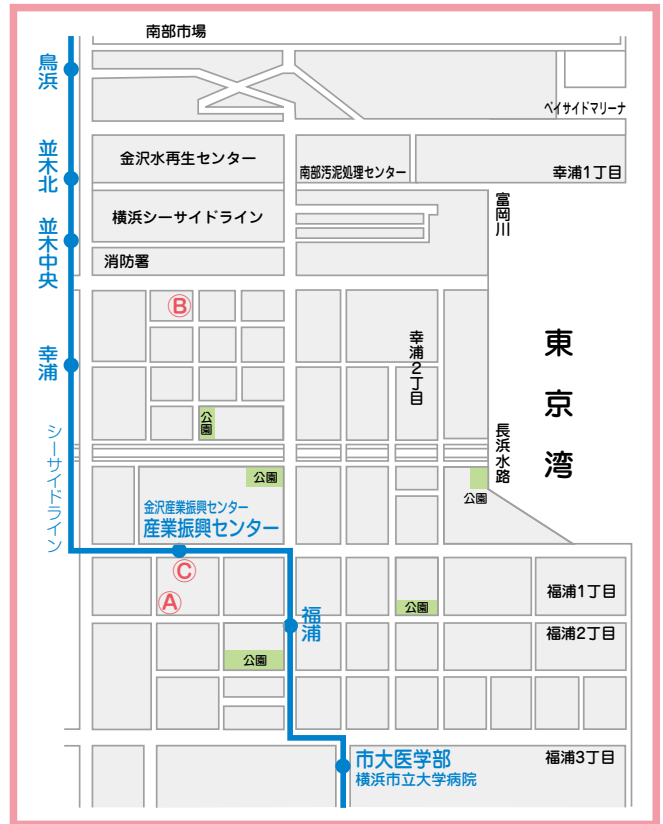 南部市場
鳥浜
ベイサイドマリーナ
並木北
金沢水再生センター
南部汚泥処理センター
幸浦1丁目
並木中央
横浜シーサイドライン
富岡川
消防署
Ⓑ
幸浦
幸浦2丁目
東京湾
公園
シーサイドライン
長浜水路
公園
公園
金沢産業振興センター
産業振興センター
Ⓒ
Ⓐ
福浦1丁目
公園
福浦
福浦2丁目
公園
市大医学部
横浜市立大学病院
福浦3丁目